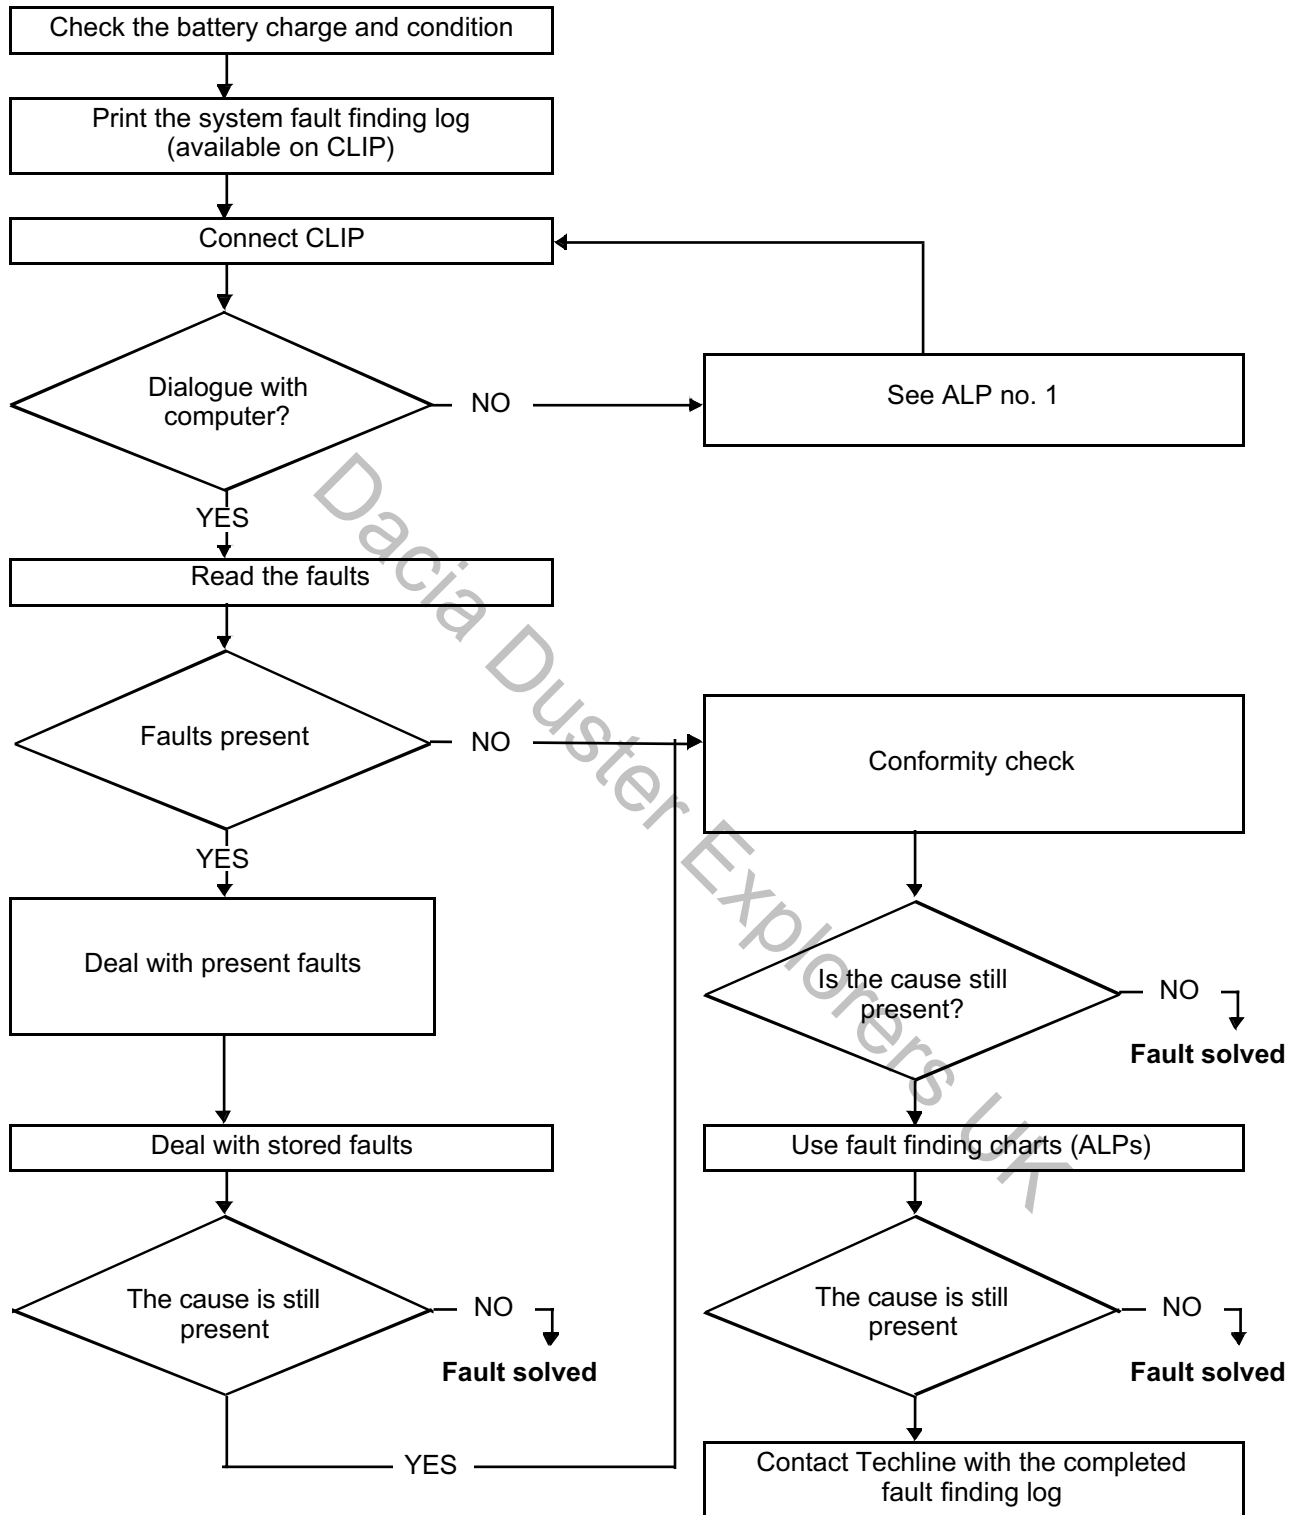 Check the battery charge and condition
Print the system fault finding log
(available on CLIP)
Connect CLIP
Dialogue with
computer?
NO
See ALP no. 1
YES
Read the faults
Faults present
NO
Conformity check
YES
Deal with present faults
Is the cause still
present?
NO
Fault solved
Deal with stored faults
Use fault finding charts (ALPs)
The cause is still
present
NO
Fault solved
The cause is still
present
NO
Fault solved
YES
Contact Techline with the completed
fault finding log
Dacia Duster Explorers UK